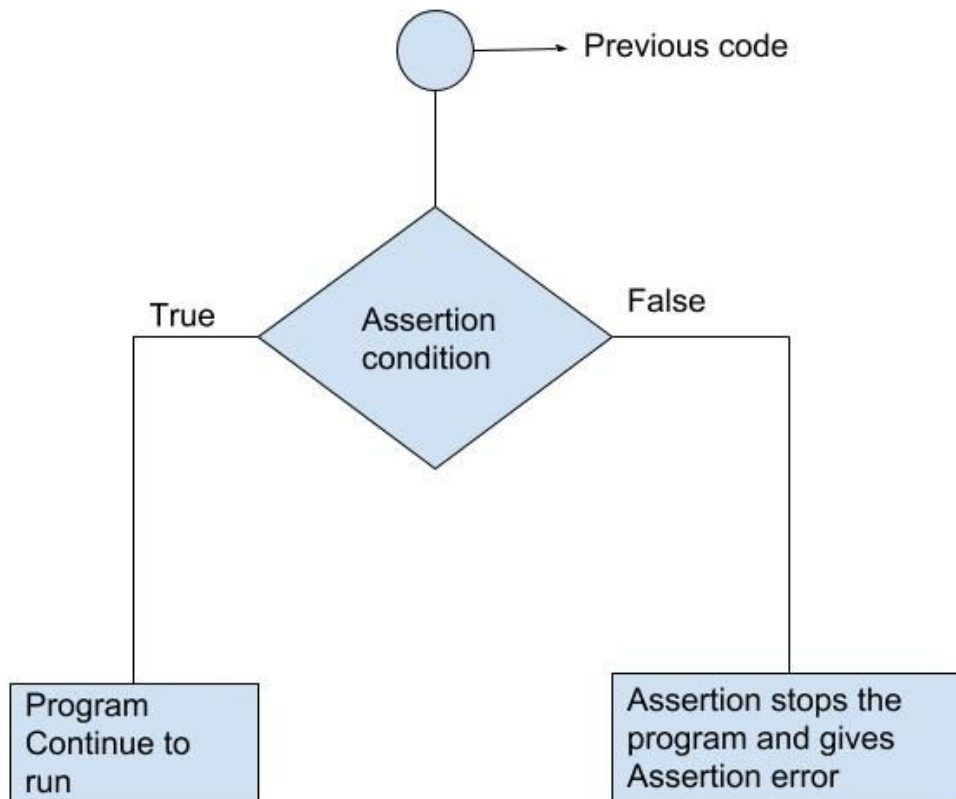 Previous code
True
False
Assertion
condition
Program
Continue to
run
Assertion stops the
program and gives
Assertion error